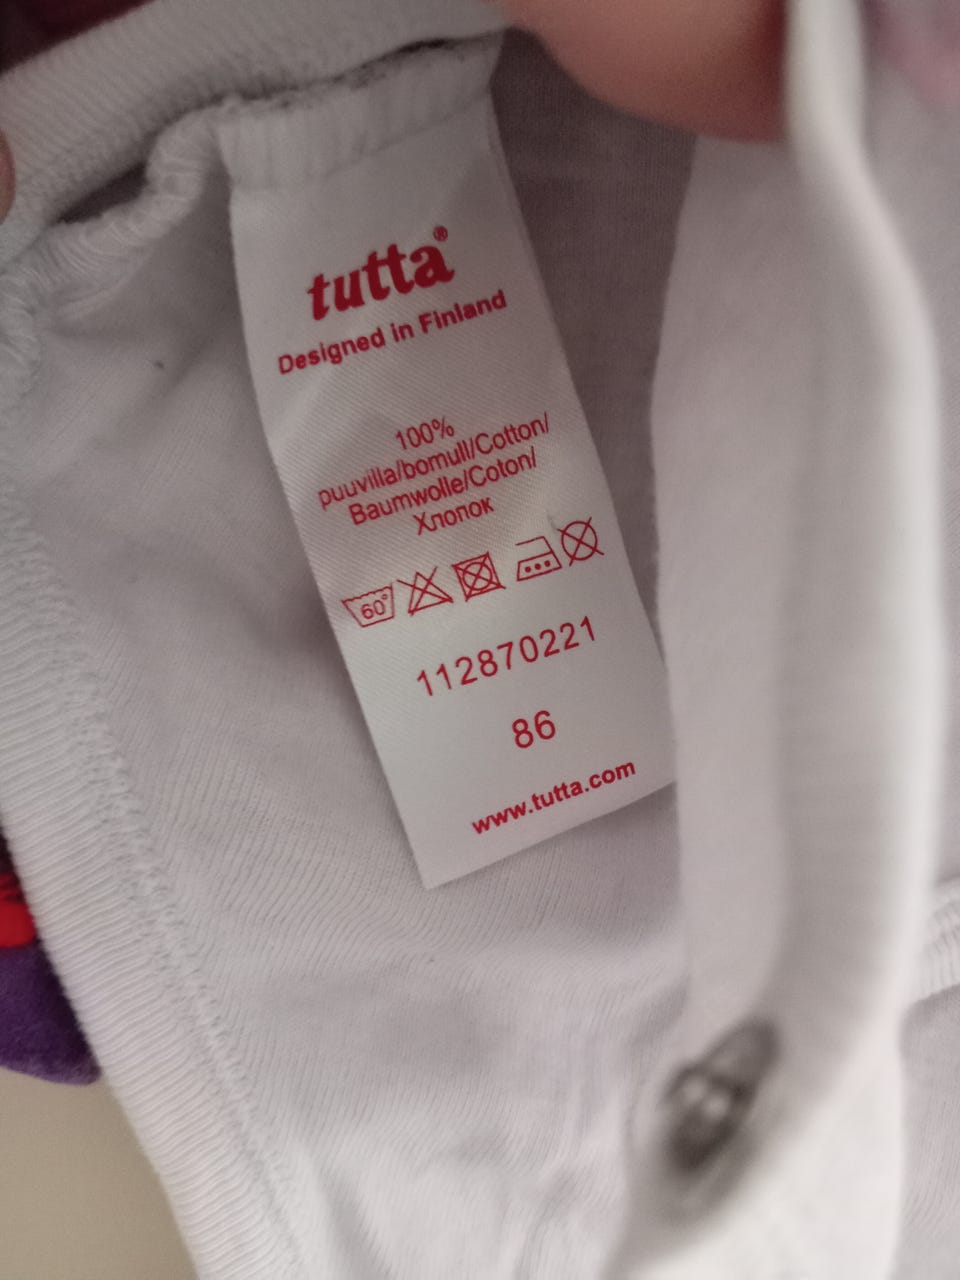 tutta®
Designed in Finland
100%
puuvilla/bomull/Cotton/
Baumwolle/Coton/
Хлопок
60°
112870221
86
www.tutta.com